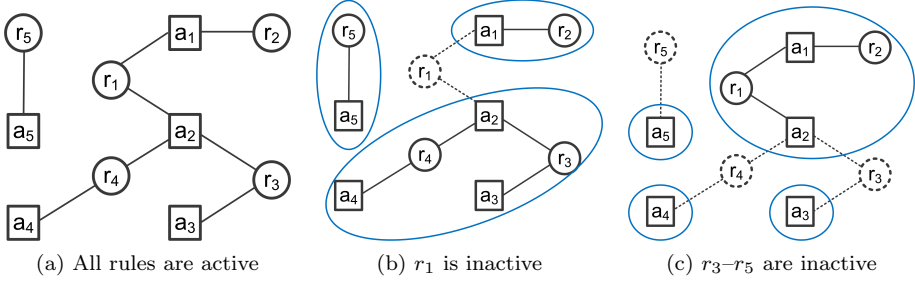 r5 a1 r2
r1
a5 a2
r4 r3
a4 a3
(a) All rules are active
r5 a1 r2
r1
a5 a2
r4 r3
a4 a3
(b) r1 is inactive
r5 a1 r2
r1
a5 a2
r4 r3
a4 a3
(c) r3–r5 are inactive